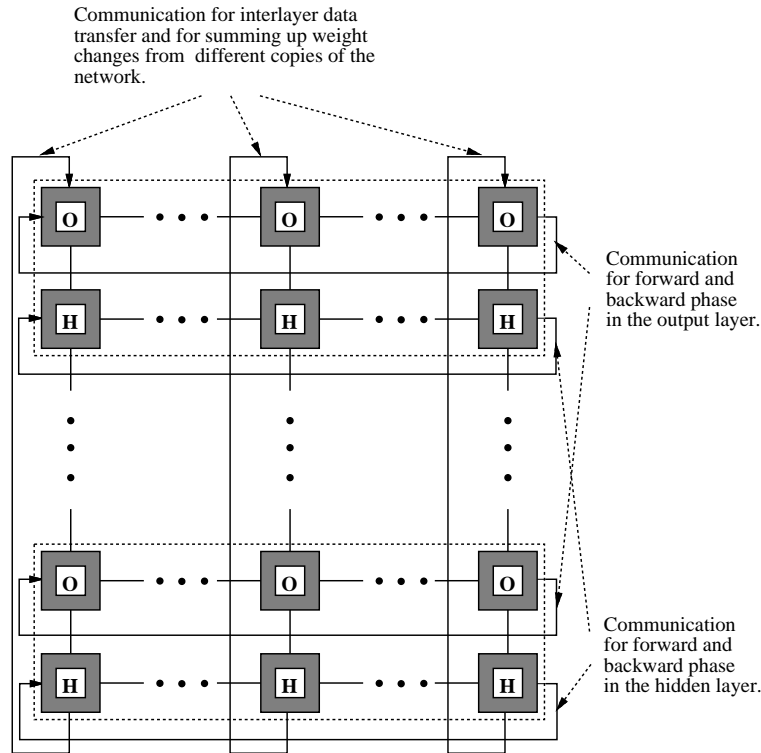 Communication for interlayer data
transfer and for summing up weight
changes from different copies of the
network.
O O O
Communication
for forward and
backward phase
in the output layer.
H H H
O O O
Communication
for forward and
backward phase
in the hidden layer.
H H H